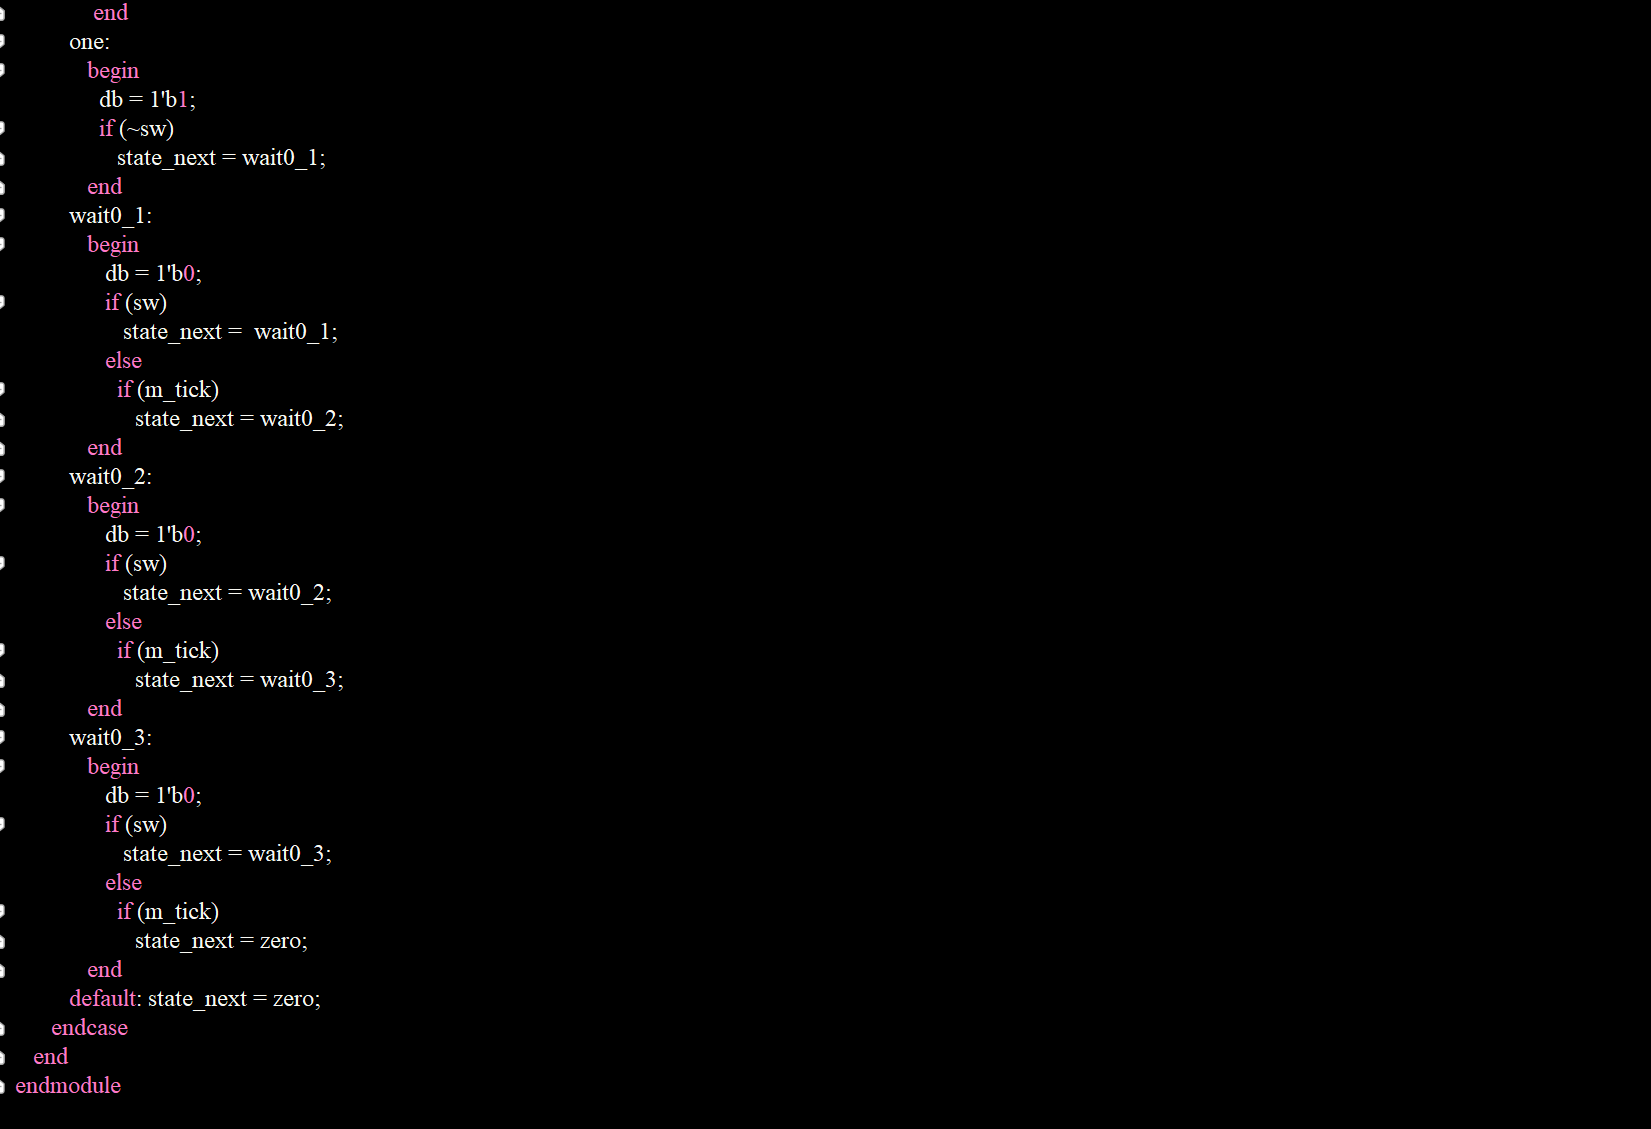 end
one:
begin
db = 1'b1;
if (~sw)
state_next = wait0_1;
end
wait0_1:
begin
db = 1'b0;
if (sw)
state_next =  wait0_1;
else
if (m_tick)
state_next = wait0_2;
end
wait0_2:
begin
db = 1'b0;
if (sw)
state_next = wait0_2;
else
if (m_tick)
state_next = wait0_3;
end
wait0_3:
begin
db = 1'b0;
if (sw)
state_next = wait0_3;
else
if (m_tick)
state_next = zero;
end
default: state_next = zero;
endcase
end
endmodule